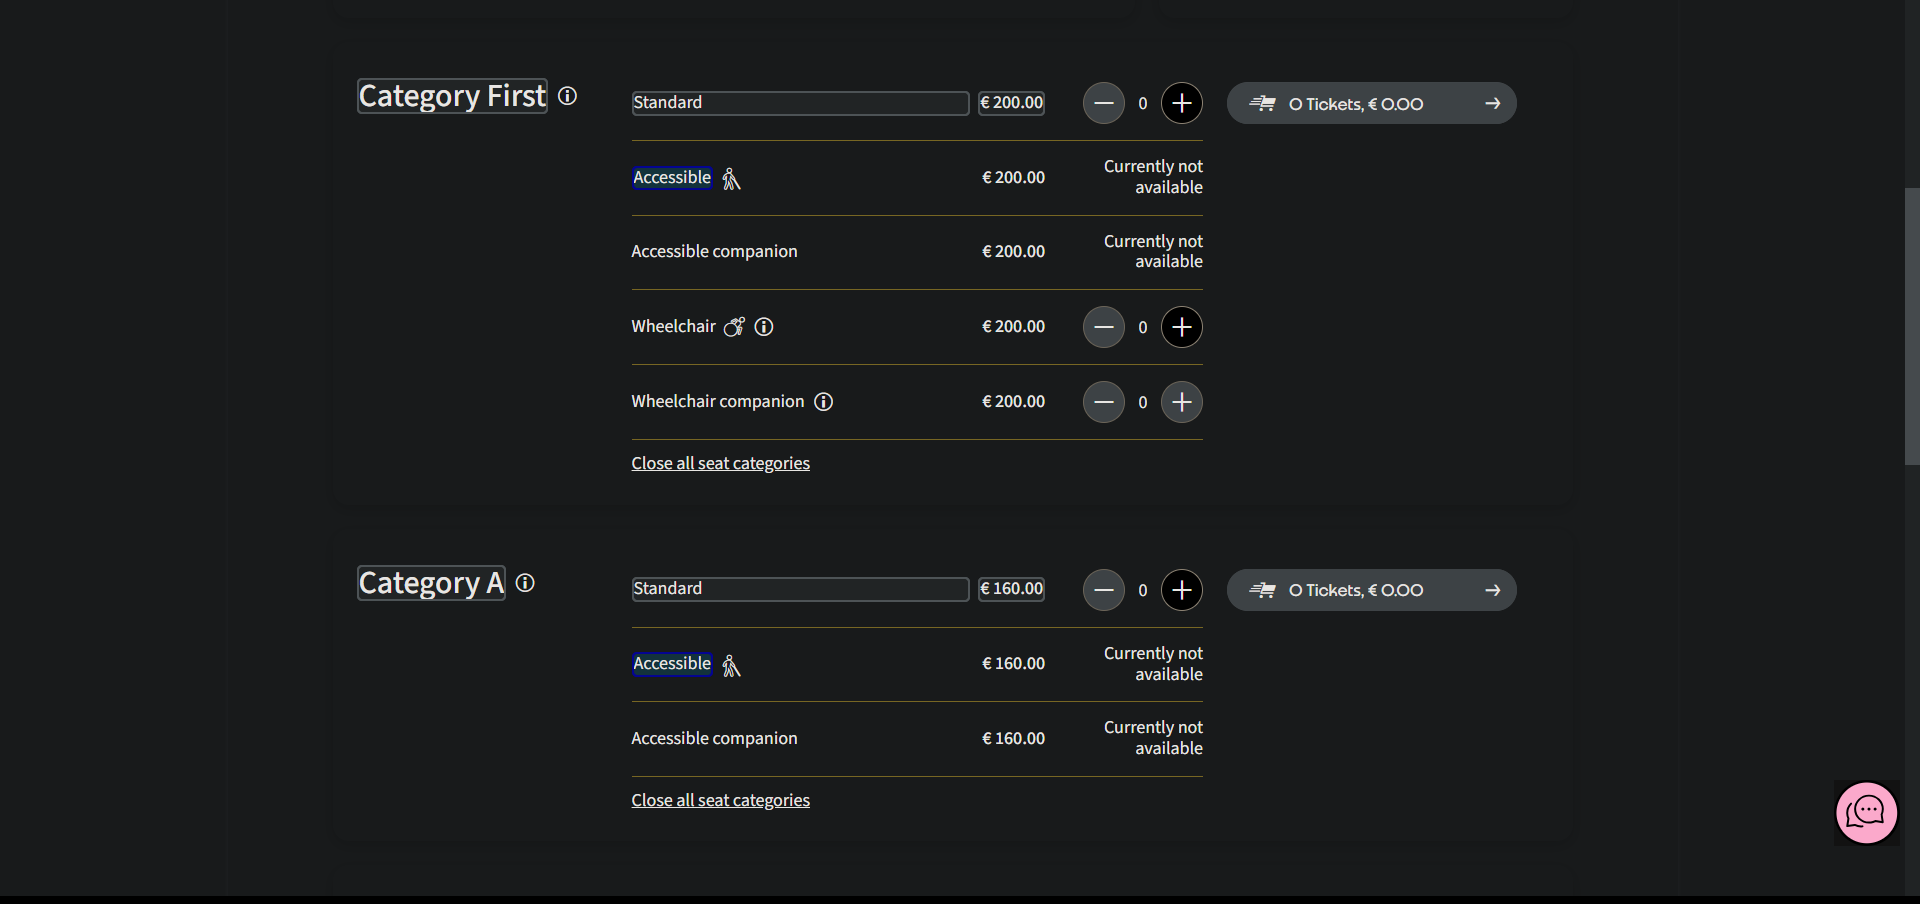 Category First
Standard € 200.00 0 0 Tickets, € 0.00
Accessible € 200.00 Currently not
available
Accessible companion € 200.00 Currently not
available
Wheelchair € 200.00 0
Wheelchair companion € 200.00 0
Close all seat categories
Category A
Standard € 160.00 0 0 Tickets, € 0.00
Accessible € 160.00 Currently not
available
Accessible companion € 160.00 Currently not
available
Close all seat categories